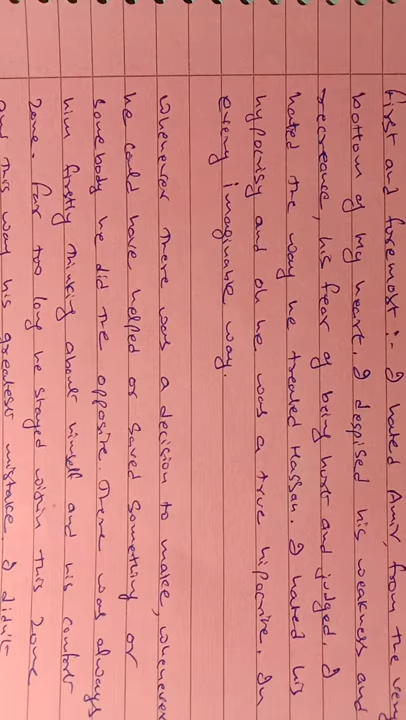 First and foremost :- I hated Amir, from the very
bottom of my heart. I despised his weakness and
recreance, his fear of being hurt and judged. I
hated the way he treated Hassan. I hated his
hypocrisy and oh he was a true hipocrite. In
every imaginable way.
Whenever there was a decision to make, whenever
he could have helped or saved something or
somebody he did the opposite. There was always
him firstly thinking about himself and his comfort
zone. Far too long he stayed within this zone
and this was his greatest mistake. I didn't